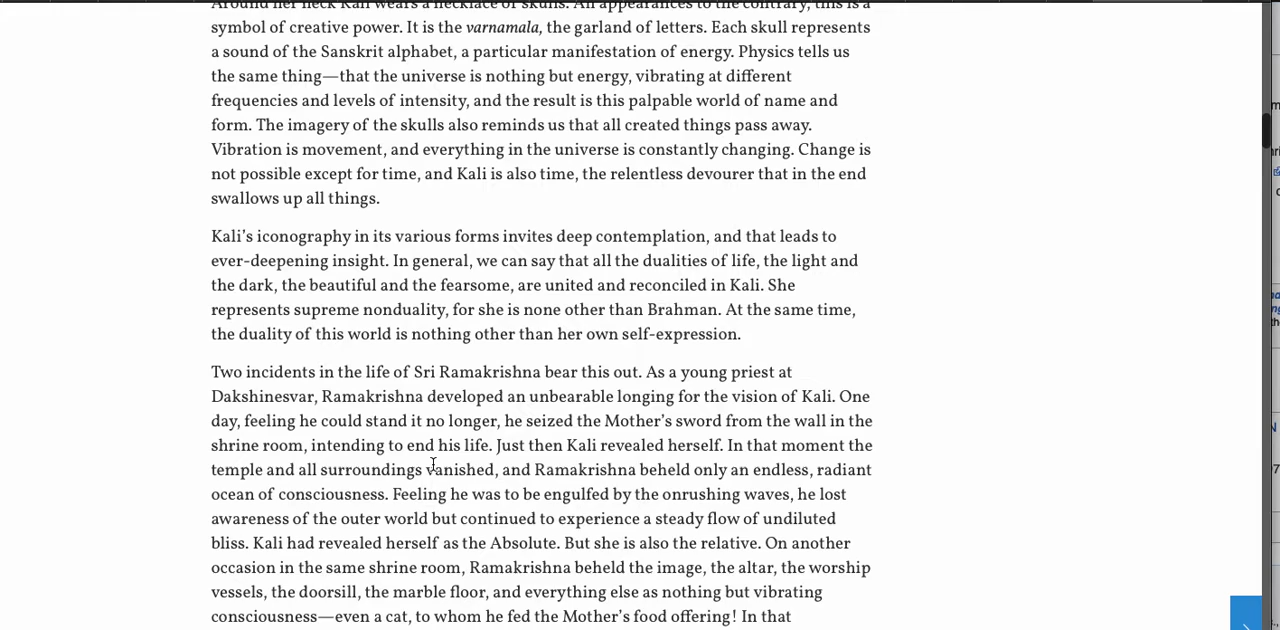 Around her neck Kali wears a necklace of skulls. All appearances to the contrary, this is a
symbol of creative power. It is the varnamala, the garland of letters. Each skull represents
a sound of the Sanskrit alphabet, a particular manifestation of energy. Physics tells us
the same thing—that the universe is nothing but energy, vibrating at different
frequencies and levels of intensity, and the result is this palpable world of name and
form. The imagery of the skulls also reminds us that all created things pass away.
Vibration is movement, and everything in the universe is constantly changing. Change is
not possible except for time, and Kali is also time, the relentless devourer that in the end
swallows up all things.
Kali’s iconography in its various forms invites deep contemplation, and that leads to
ever-deepening insight. In general, we can say that all the dualities of life, the light and
the dark, the beautiful and the fearsome, are united and reconciled in Kali. She
represents supreme nonduality, for she is none other than Brahman. At the same time,
the duality of this world is nothing other than her own self-expression.
Two incidents in the life of Sri Ramakrishna bear this out. As a young priest at
Dakshinesvar, Ramakrishna developed an unbearable longing for the vision of Kali. One
day, feeling he could stand it no longer, he seized the Mother’s sword from the wall in the
shrine room, intending to end his life. Just then Kali revealed herself. In that moment the
temple and all surroundings vanished, and Ramakrishna beheld only an endless, radiant
ocean of consciousness. Feeling he was to be engulfed by the onrushing waves, he lost
awareness of the outer world but continued to experience a steady flow of undiluted
bliss. Kali had revealed herself as the Absolute. But she is also the relative. On another
occasion in the same shrine room, Ramakrishna beheld the image, the altar, the worship
vessels, the doorsill, the marble floor, and everything else as nothing but vibrating
consciousness—even a cat, to whom he fed the Mother’s food offering! In that